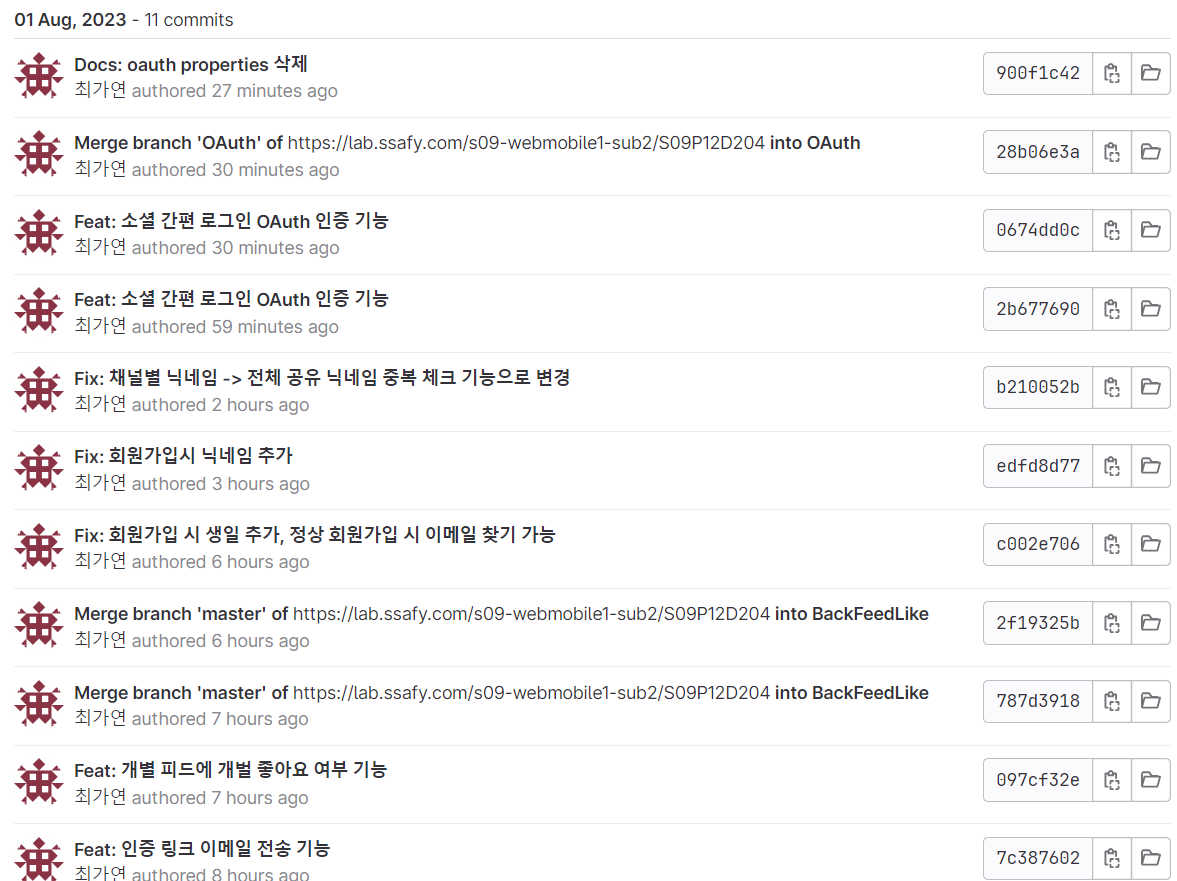 01 Aug, 2023 - 11 commits
Docs: oauth properties 삭제
최가연 authored 27 minutes ago
900f1c42
Merge branch 'OAuth' of https://lab.ssafy.com/s09-webmobile1-sub2/S09P12D204 into OAuth
최가연 authored 30 minutes ago
28b06e3a
Feat: 소셜 간편 로그인 OAuth 인증 기능
최가연 authored 30 minutes ago
0674dd0c
Feat: 소셜 간편 로그인 OAuth 인증 기능
최가연 authored 59 minutes ago
2b677690
Fix: 채널별 닉네임 -> 전체 공유 닉네임 중복 체크 기능으로 변경
최가연 authored 2 hours ago
b210052b
Fix: 회원가입시 닉네임 추가
최가연 authored 3 hours ago
edfd8d77
Fix: 회원가입 시 생일 추가, 정상 회원가입 시 이메일 찾기 가능
최가연 authored 6 hours ago
c002e706
Merge branch 'master' of https://lab.ssafy.com/s09-webmobile1-sub2/S09P12D204 into BackFeedLike
최가연 authored 6 hours ago
2f19325b
Merge branch 'master' of https://lab.ssafy.com/s09-webmobile1-sub2/S09P12D204 into BackFeedLike
최가연 authored 7 hours ago
787d3918
Feat: 개별 피드에 개벌 좋아요 여부 기능
최가연 authored 7 hours ago
097cf32e
Feat: 인증 링크 이메일 전송 기능
최가연 authored 8 hours ago
7c387602